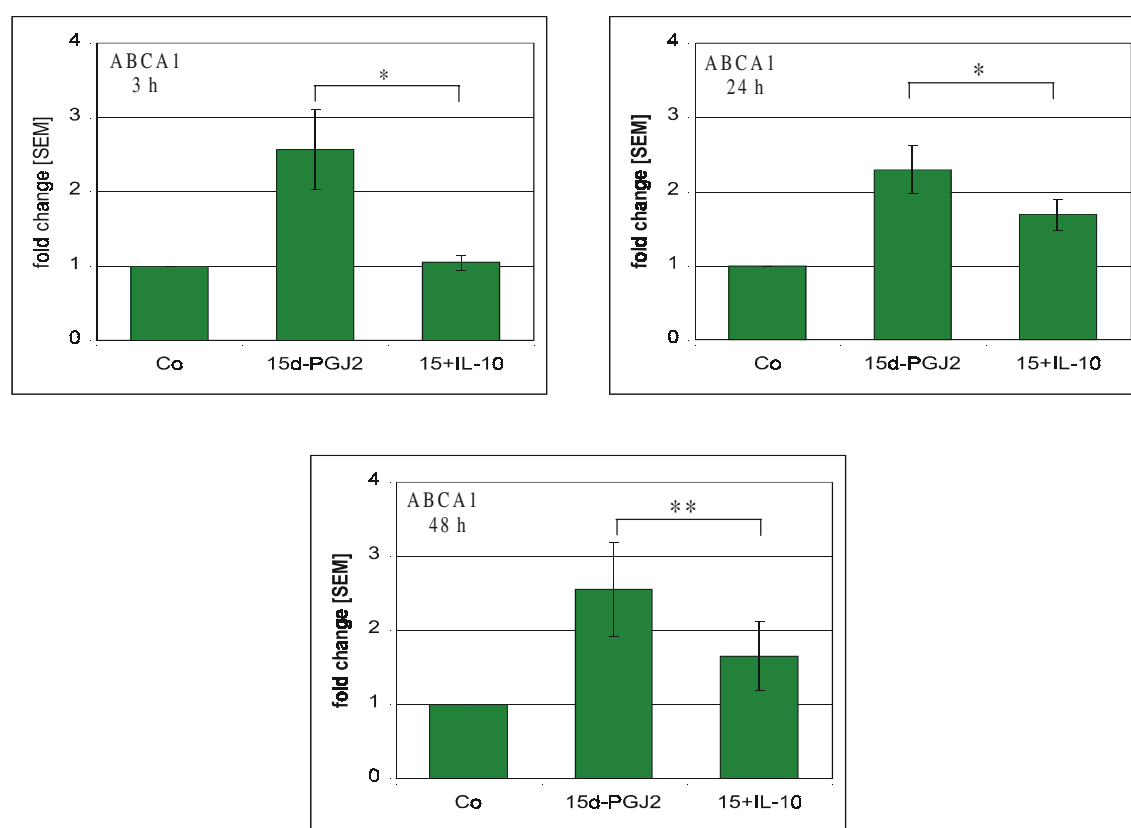 4
ABCA1
3 h
*
3
2
1
0
fold change [SEM]
Co 15d-PGJ2 15+IL-10
4
ABCA1
24 h
*
3
2
1
0
fold change [SEM]
Co 15d-PGJ2 15+IL-10
4
ABCA1
48 h
**
3
2
1
0
fold change [SEM]
Co 15d-PGJ2 15+IL-10